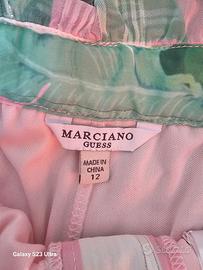 MARCIANO
GUESS
MADE IN
CHINA
12
Galaxy S23 Ultra